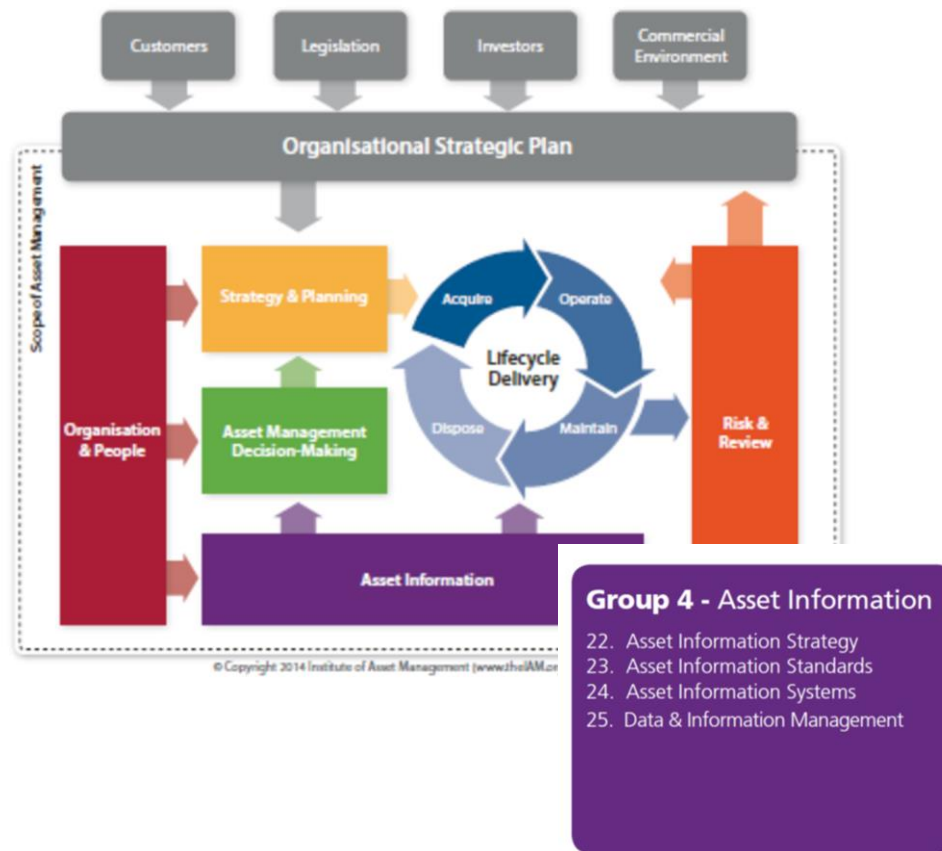 Customers
Legislation
Investors
Commercial
Environment
Organisational Strategic Plan
Scope of Asset Management
Organisation
& People
Strategy & Planning
Asset Management
Decision-Making
Acquire
Operate
Lifecycle
Delivery
Dispose
Maintain
Risk &
Review
Asset Information
© Copyright 2014 Institute of Asset Management (www.theIAM.or
Group 4 - Asset Information
22. Asset Information Strategy
23. Asset Information Standards
24. Asset Information Systems
25. Data & Information Management